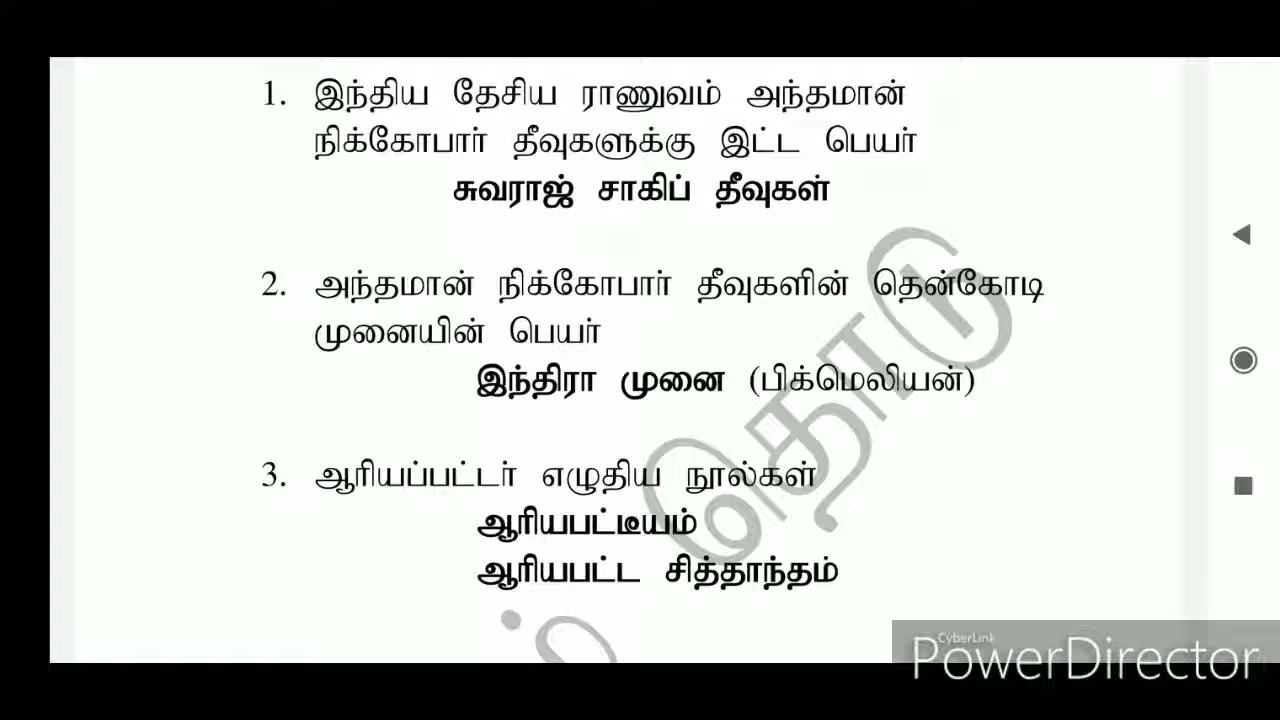 1. இந்திய தேசிய ராணுவம் அந்தமான்
நிக்கோபார் தீவுகளுக்கு இட்ட பெயர்
சுவராஜ் சாகிப் தீவுகள்
2. அந்தமான் நிக்கோபார் தீவுகளின் தென்கோடி
முனையின் பெயர்
இந்திரா முனை (பிக்மெலியன்)
3. ஆரியப்பட்டர் எழுதிய நூல்கள்
ஆரியபட்டீயம்
ஆரியபட்ட சித்தாந்தம்
தொடு
CyberLink
PowerDirector